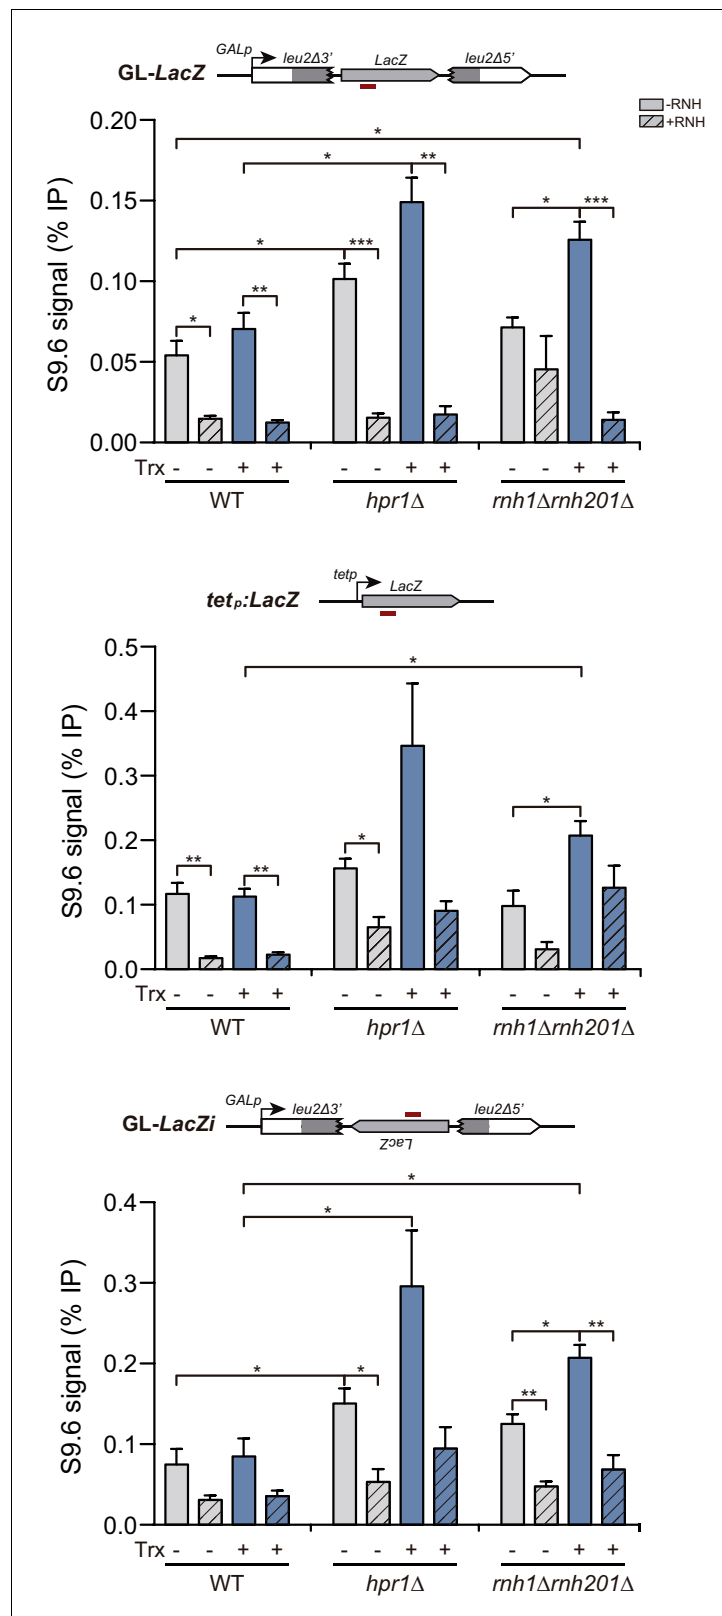 GALp leu2Δ3' LacZ leu2Δ5'
GL-LacZ
-RNH
+RNH
S9.6 signal (% IP)
0.20
0.15
0.10
0.05
0.00
* * ** * *** * *** * **
Trx - - + + - - + + - - + +
WT hpr1Δ rnh1Δrnh201Δ
tetp LacZ
tetp:LacZ
S9.6 signal (% IP)
0.5
0.4
0.3
0.2
0.1
0.0
* * * ** **
Trx - - + + - - + + - - + +
WT hpr1Δ rnh1Δrnh201Δ
GALp leu2Δ3' LacZ leu2Δ5'
GL-LacZi
S9.6 signal (% IP)
0.4
0.3
0.2
0.1
0.0
* * * ** * * **
Trx - - + + - - + + - - + +
WT hpr1Δ rnh1Δrnh201Δ